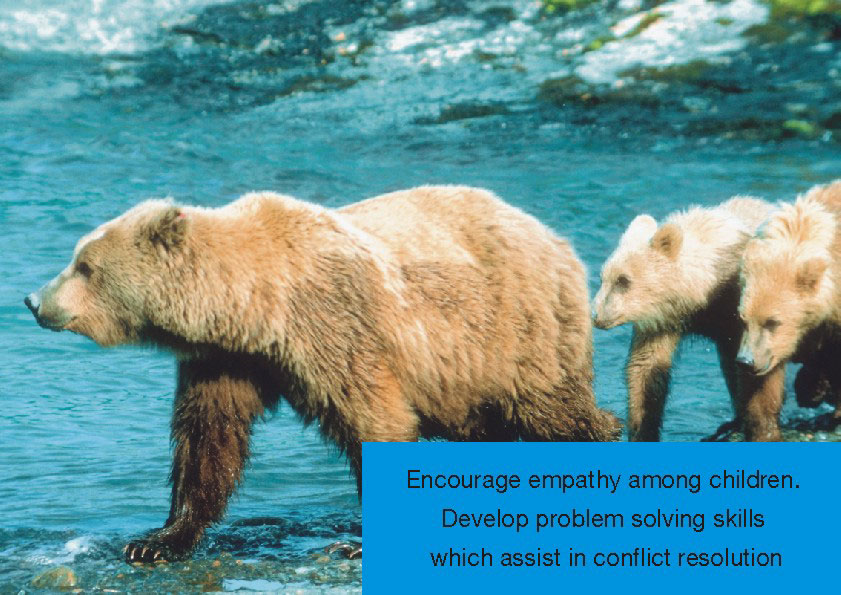 Encourage empathy among children.
Develop problem solving skills
which assist in conflict resolution